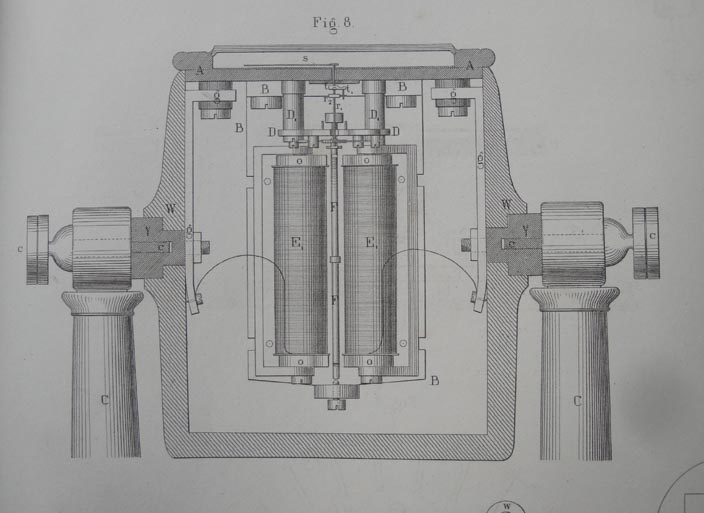 Fig. 8.
s
A A
B B
g g
r,
D, D,
B D D
g
o o
W F W
c Y E, E, Y c
e g e
F
o o
B
C C
w